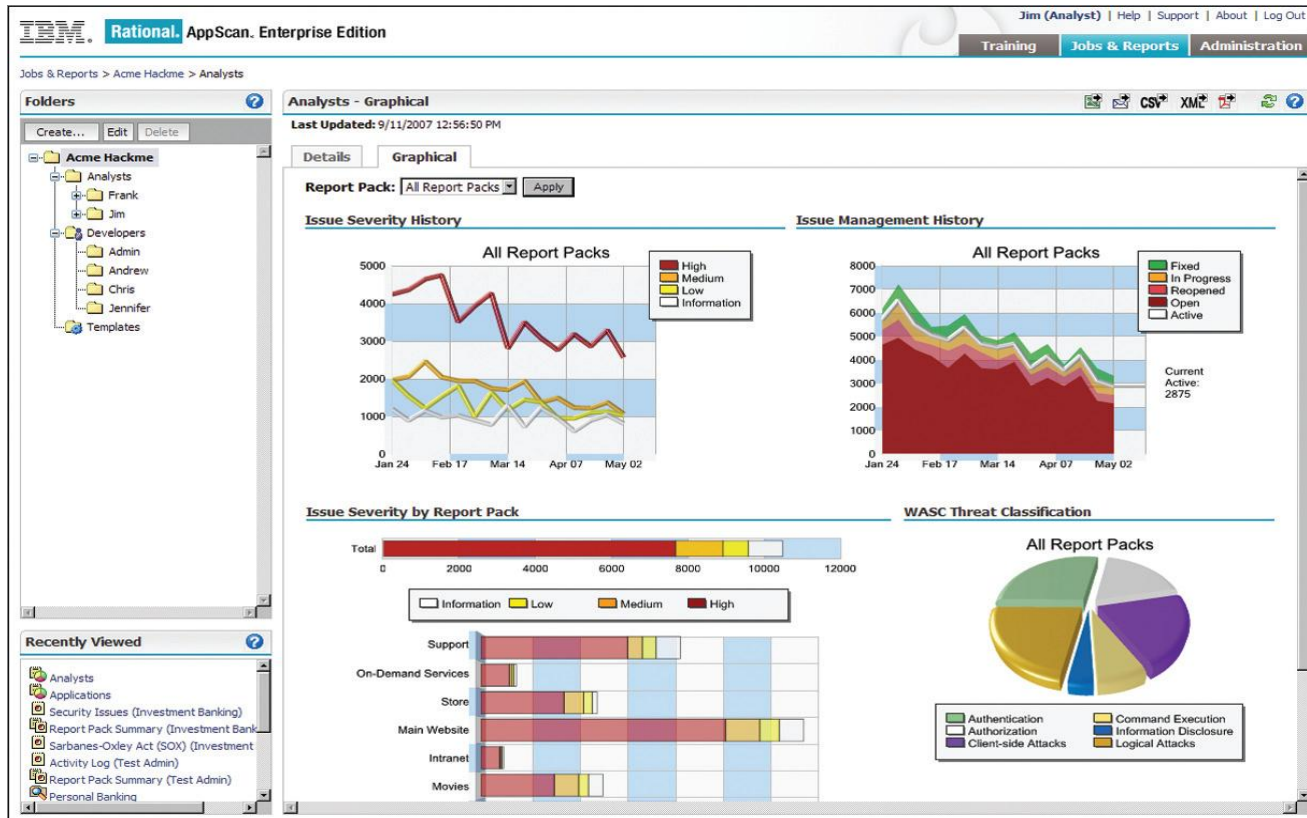 IBM® Rational. AppScan. Enterprise Edition
Jim (Analyst) | Help | Support | About | Log Out
Training Jobs & Reports Administration
Jobs & Reports > Acme Hackme > Analysts
Folders
Create... Edit Delete
Acme Hackme
Analysts
Frank
Jim
Developers
Admin
Andrew
Chris
Jennifer
Templates
Recently Viewed
Analysts
Applications
Security Issues (Investment Banking)
Report Pack Summary (Investment Bank
Sarbanes-Oxley Act (SOX) (Investment
Activity Log (Test Admin)
Report Pack Summary (Test Admin)
Personal Banking
Analysts - Graphical
CSV XML
Last Updated: 9/11/2007 12:56:50 PM
Details Graphical
Report Pack: All Report Packs Apply
Issue Severity History
All Report Packs
High
Medium
Low
Information
5000
4000
3000
2000
1000
0
Jan 24 Feb 17 Mar 14 Apr 07 May 02
Issue Management History
All Report Packs
Fixed
In Progress
Reopened
Open
Active
8000
7000
6000
5000
4000
3000
2000
1000
0
Jan 24 Feb 17 Mar 14 Apr 07 May 02
Current
Active:
2875
Issue Severity by Report Pack
Total
0 2000 4000 6000 8000 10000 12000
Information Low Medium High
Support
On-Demand Services
Store
Main Website
Intranet
Movies
WASC Threat Classification
All Report Packs
Authentication Command Execution
Authorization Information Disclosure
Client-side Attacks Logical Attacks